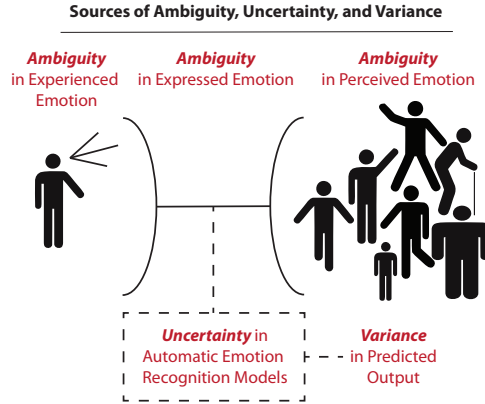 Sources of Ambiguity, Uncertainty, and Variance
Ambiguity
in Experienced
Emotion
Ambiguity
in Expressed Emotion
Ambiguity
in Perceived Emotion
Uncertainty in
Automatic Emotion
Recognition Models
Variance
in Predicted
Output